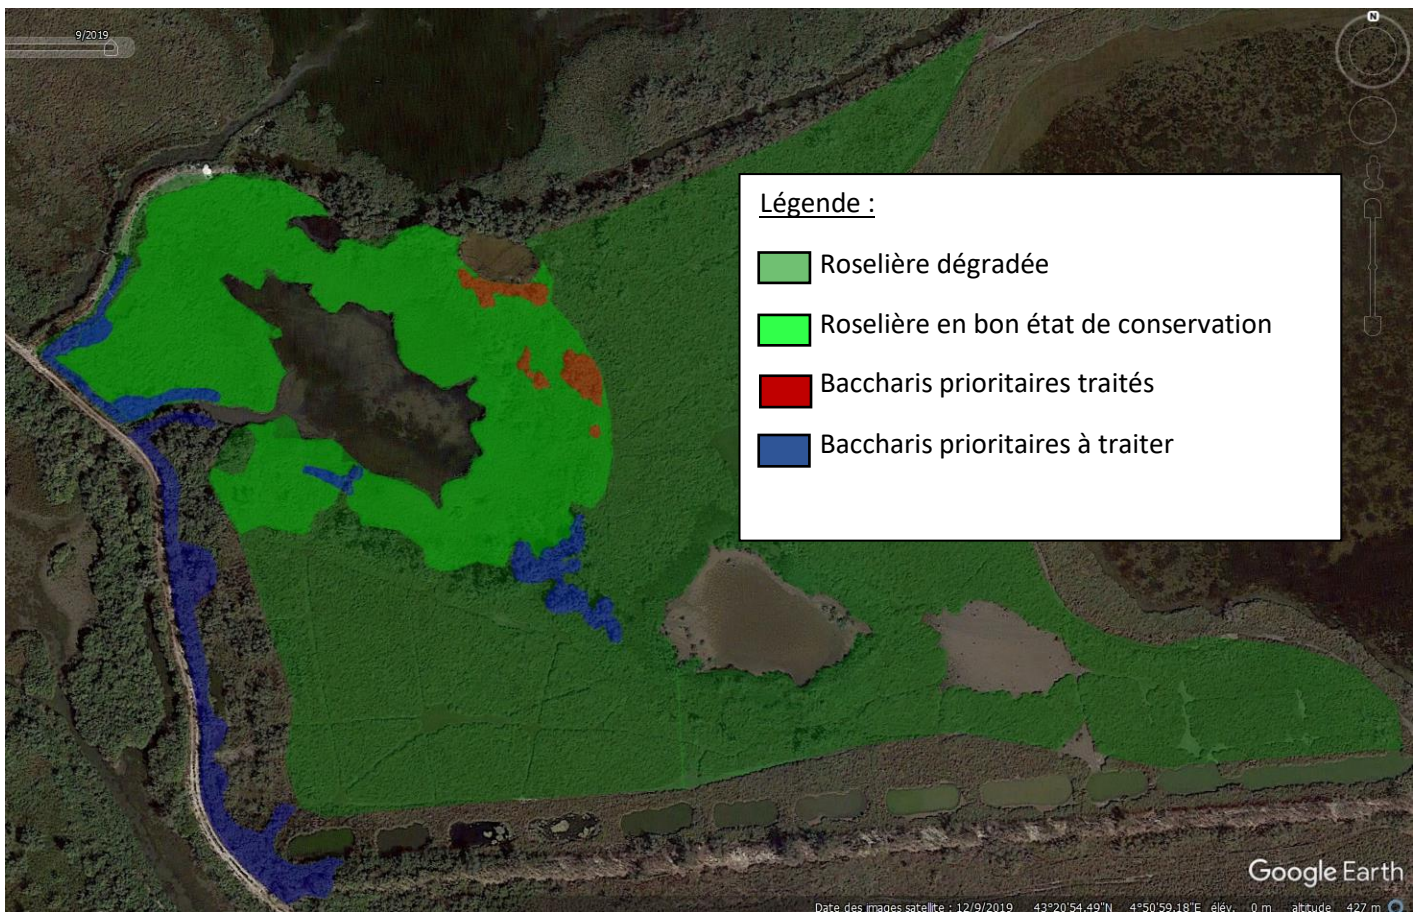 9/2019
N
Légende :
Roselière dégradée
Roselière en bon état de conservation
Baccharis prioritaires traités
Baccharis prioritaires à traiter
Google Earth
Date des images satellite : 12/9/2019 43°20'54.49"N 4°50'59.18"E élév. 0 m altitude 427 m